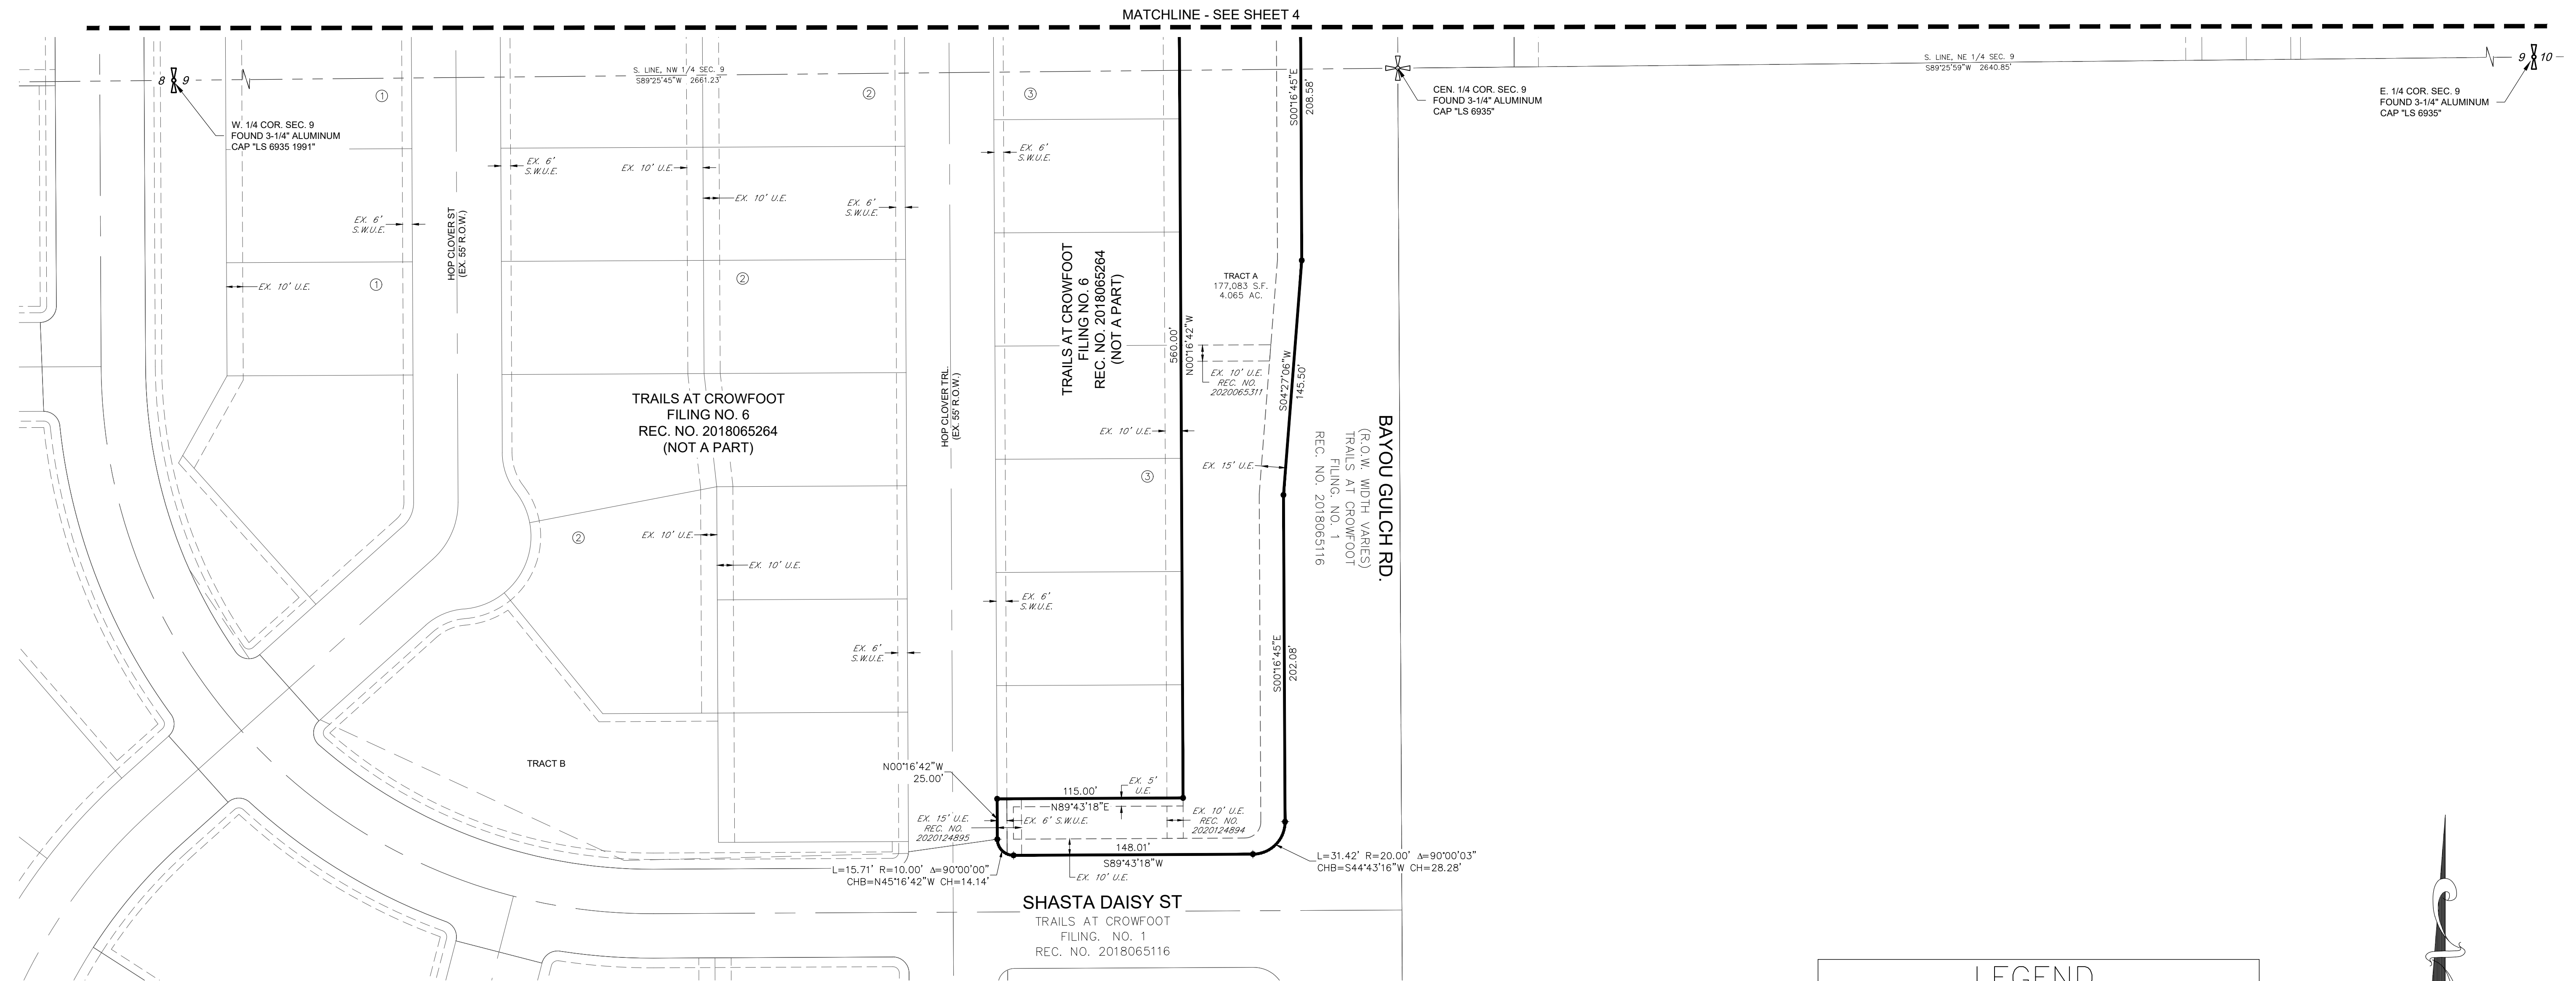 MATCHLINE - SEE SHEET 4
8
9
S. LINE, NW 1/4 SEC. 9
S89°25'45"W 2661.23'
S. LINE, NE 1/4 SEC. 9
S89°25'59"W 2640.85'
9
10
W. 1/4 COR. SEC. 9
FOUND 3-1/4" ALUMINUM
CAP "LS 6935 1991"
CEN. 1/4 COR. SEC. 9
FOUND 3-1/4" ALUMINUM
CAP "LS 6935"
E. 1/4 COR. SEC. 9
FOUND 3-1/4" ALUMINUM
CAP "LS 6935"
1
2
3
S00°16'45"E
208.58'
EX. 6'
S.W.U.E.
EX. 10' U.E.
EX. 10' U.E.
EX. 6'
S.W.U.E.
EX. 6'
S.W.U.E.
EX. 6'
S.W.U.E.
HOP CLOVER ST
(EX. 55' R.O.W.)
EX. 10' U.E.
1
2
TRAILS AT CROWFOOT
FILING NO. 6
REC. NO. 2018065264
(NOT A PART)
TRACT A
177,083 S.F.
4.065 AC.
560.00'
N00°16'42"W
EX. 10' U.E.
REC. NO.
2020065311
S04°27'06"W
145.50'
TRAILS AT CROWFOOT
FILING NO. 6
REC. NO. 2018065264
(NOT A PART)
HOP CLOVER TRL.
(EX. 55' R.O.W.)
EX. 10' U.E.
EX. 15' U.E.
3
BAYOU GULCH RD.
(R.O.W. WIDTH VARIES)
TRAILS AT CROWFOOT
FILING. NO. 1
REC. NO. 2018065116
EX. 10' U.E.
2
EX. 10' U.E.
EX. 6'
S.W.U.E.
EX. 6'
S.W.U.E.
S00°16'45"E
202.08'
TRACT B
N00°16'42"W
25.00'
115.00'
N89°43'18"E
EX. 5'
U.E.
EX. 15' U.E.
REC. NO.
2020124895
EX. 6' S.W.U.E.
EX. 10' U.E.
REC. NO.
2020124894
148.01'
S89°43'18"W
EX. 10' U.E.
L=15.71' R=10.00' Δ=90°00'00"
CHB=N45°16'42"W CH=14.14'
L=31.42' R=20.00' Δ=90°00'03"
CHB=S44°43'16"W CH=28.28'
SHASTA DAISY ST
TRAILS AT CROWFOOT
FILING. NO. 1
REC. NO. 2018065116
LEGEND